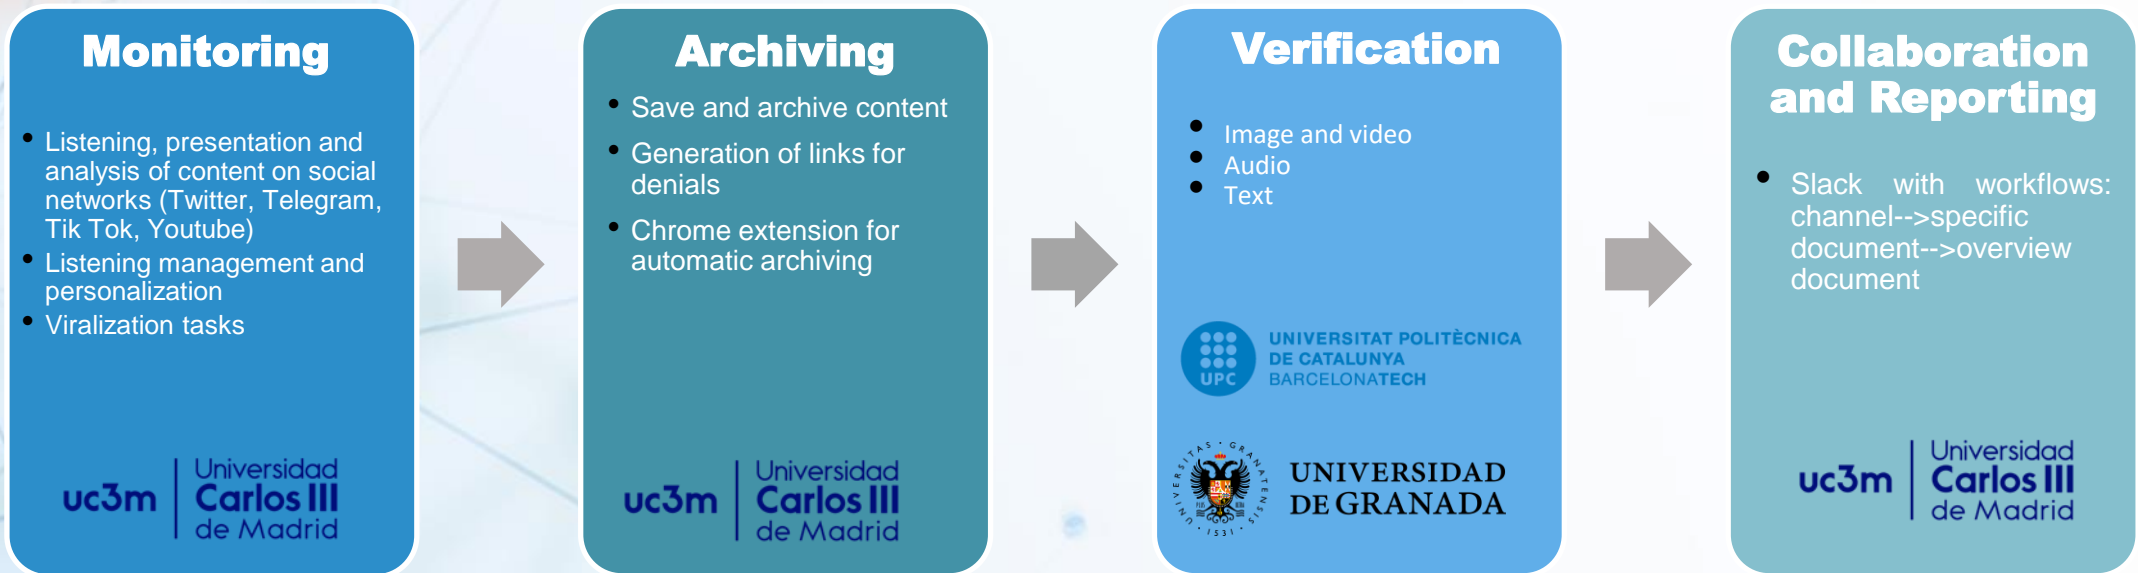 Monitoring
• Listening, presentation and
analysis of content on social
networks (Twitter, Telegram,
Tik Tok, Youtube)
• Listening management and
personalization
• Viralization tasks
uc3m
Universidad
Carlos III
de Madrid
Archiving
• Save and archive content
• Generation of links for
denials
• Chrome extension for
automatic archiving
uc3m
Universidad
Carlos III
de Madrid
Verification
• Image and video
• Audio
• Text
UPC
UNIVERSITAT POLITÈCNICA
DE CATALUNYA
BARCELONATECH
UNIVERSITAS · GRANATENSIS · 1531 ·
UNIVERSIDAD
DE GRANADA
Collaboration
and Reporting
• Slack with workflows:
channel-->specific
document-->overview
document
uc3m
Universidad
Carlos III
de Madrid